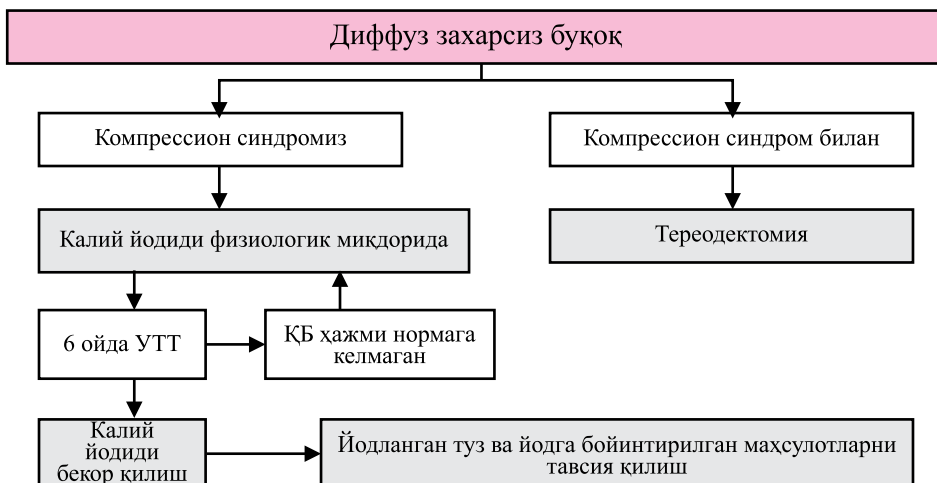 Диффуз захарсиз буқоқ
Компрессион синдромиз
Компрессион синдром билан
Калий йодиди физиологик миқдорида
Тереодектомия
6 ойда УТТ
ҚБ ҳажми нормага
келмаган
Калий
йодиди
бекор қилиш
Йодланган туз ва йодга бойинтирилган маҳсулотларни
тавсия қилиш